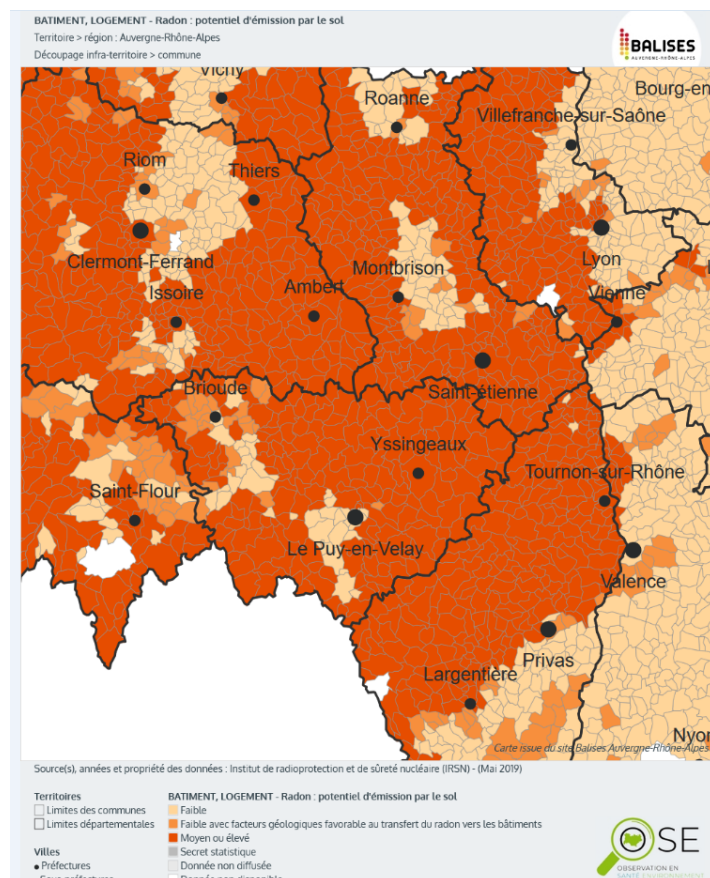 BATIMENT, LOGEMENT - Radon : potentiel d'émission par le sol
Territoire > région : Auvergne-Rhône-Alpes
Découpage infra-territoire > commune
BALISES
AUVERGNE-RHÔNE-ALPES
Vichy
Roanne
Bourg-en
Villefranche-sur-Saône
Riom
Thiers
Clermont-Ferrand
Lyon
Montbrison
Issoire
Ambert
Vienne
Saint-étienne
Brioude
Yssingeaux
Saint-Flour
Tournon-sur-Rhône
Le Puy-en-Velay
Valence
Privas
Largentière
Nyon
Carte issue du site Balises Auvergne-Rhône-Alpes
Source(s), années et propriété des données : Institut de radioprotection et de sûreté nucléaire (IRSN) - (Mai 2019)
Territoires
Limites des communes
Limites départementales
Villes
Préfectures
Sous-préfectures
BATIMENT, LOGEMENT - Radon : potentiel d'émission par le sol
Faible
Faible avec facteurs géologiques favorable au transfert du radon vers les bâtiments
Moyen ou élevé
Secret statistique
Donnée non diffusée
Donnée non disponible
OSE
OBSERVATION EN
SANTÉ ENVIRONNEMENT